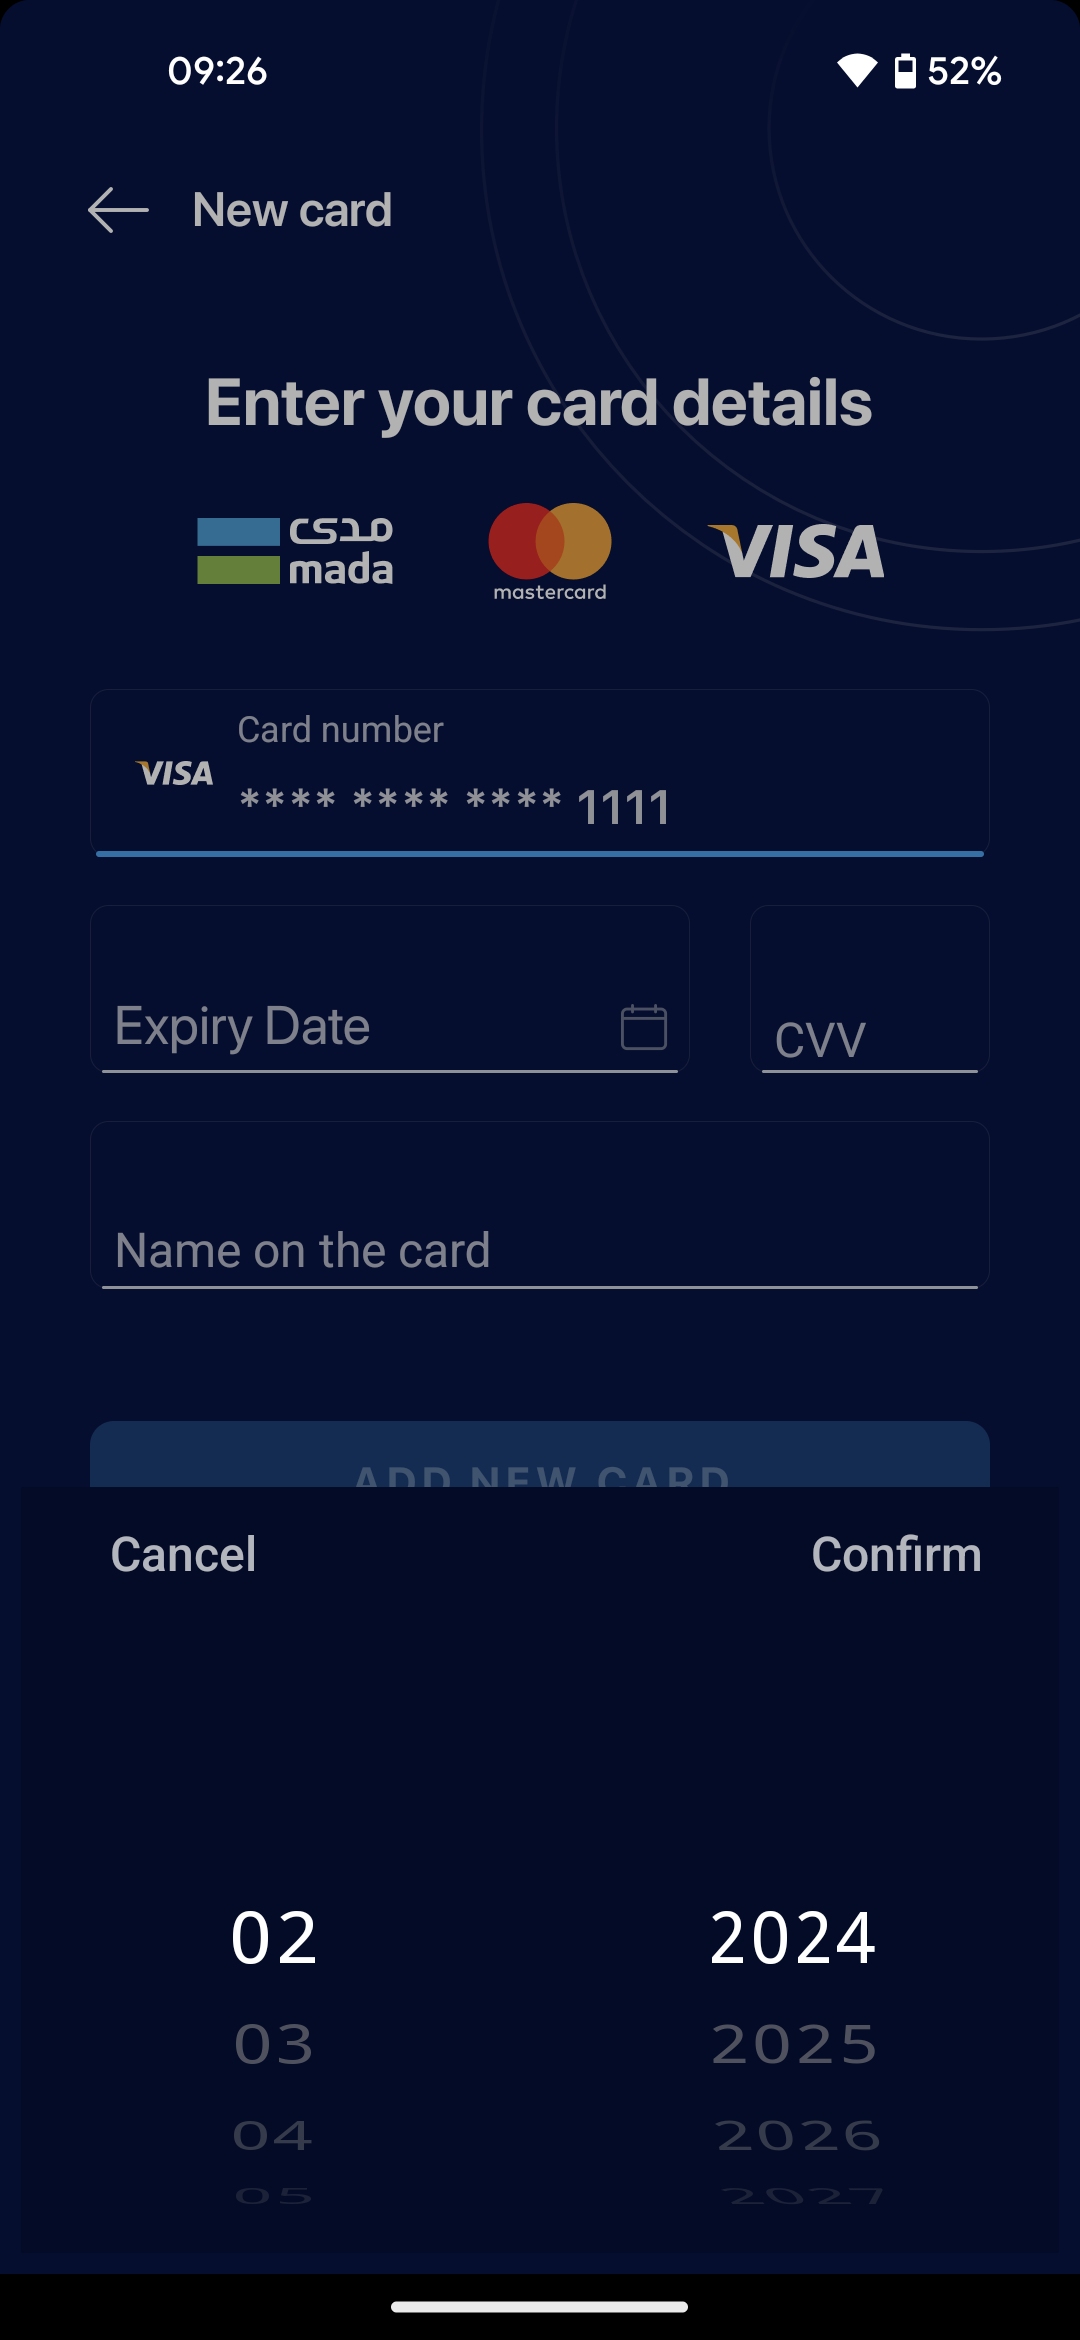 09:26 52%
New card
Enter your card details
مدى
mada
mastercard
VISA
Card number
VISA
**** **** **** 1111
Expiry Date
CVV
Name on the card
ADD NEW CARD
Cancel Confirm
02 2024
03 2025
04 2026
05 2027